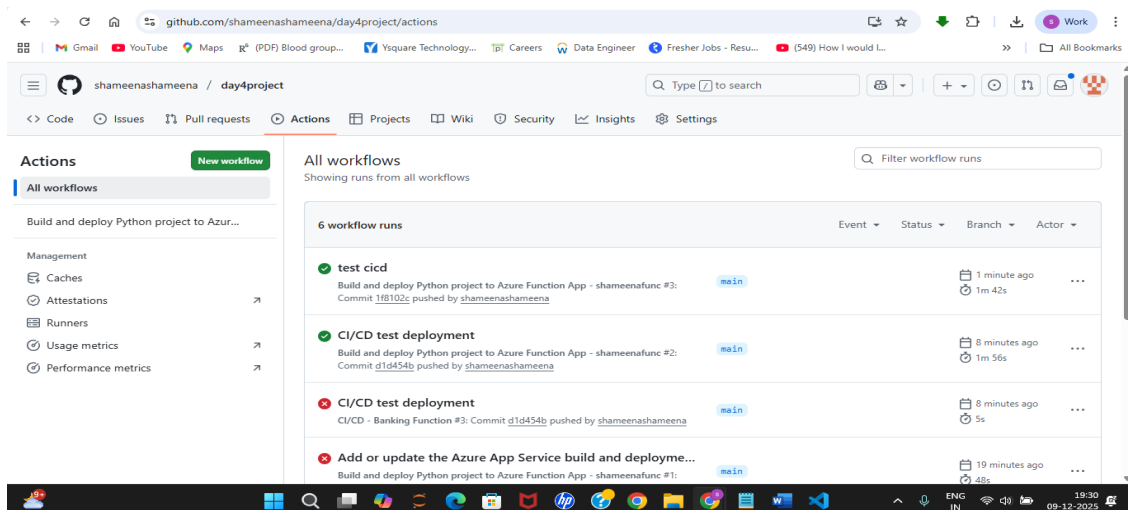 github.com/shameenashameena/day4project/actions
S Work
Gmail YouTube Maps (PDF) Blood group... Ysquare Technology... Careers Data Engineer Fresher Jobs - Resu... (549) How I would l... » All Bookmarks
shameenashameena / day4project
Type / to search
Code Issues Pull requests Actions Projects Wiki Security Insights Settings
Actions
New workflow
All workflows
Build and deploy Python project to Azur...
Management
Caches
Attestations
Runners
Usage metrics
Performance metrics
All workflows
Showing runs from all workflows
Filter workflow runs
6 workflow runs
Event Status Branch Actor
test cicd
Build and deploy Python project to Azure Function App - shameenafunc #3:
Commit 1f8102c pushed by shameenashameena
main
1 minute ago
1m 42s
CI/CD test deployment
Build and deploy Python project to Azure Function App - shameenafunc #2:
Commit d1d454b pushed by shameenashameena
main
8 minutes ago
1m 56s
CI/CD test deployment
CI/CD - Banking Function #3: Commit d1d454b pushed by shameenashameena
main
8 minutes ago
5s
Add or update the Azure App Service build and deployme...
Build and deploy Python project to Azure Function App - shameenafunc #1:
main
19 minutes ago
48s
9+
ENG
IN
19:30
09-12-2025